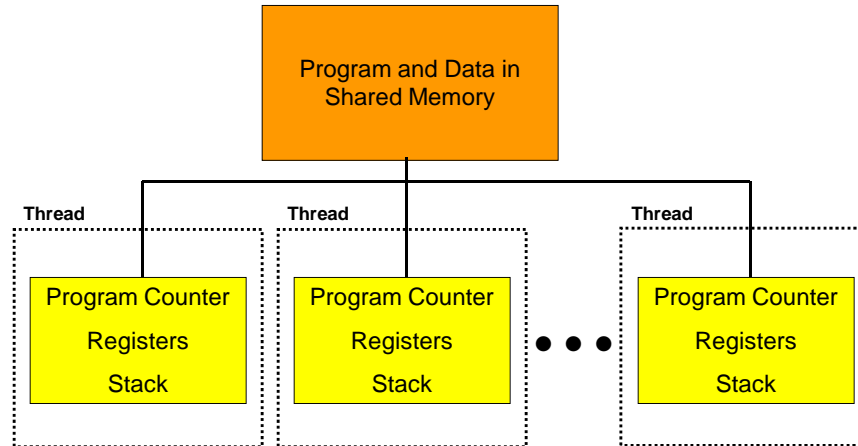 Program and Data in
Shared Memory
Thread
Thread
Thread
Program Counter
Registers
Stack
Program Counter
Registers
Stack
Program Counter
Registers
Stack